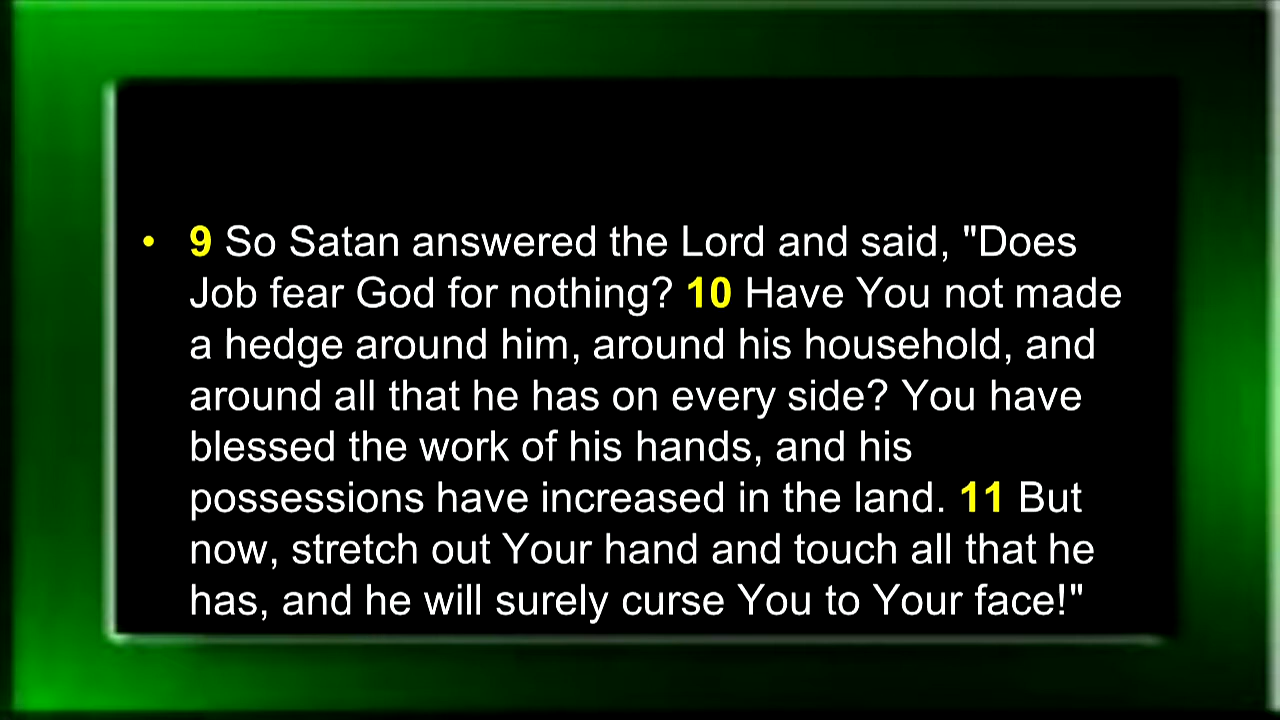 • 9 So Satan answered the Lord and said, "Does
Job fear God for nothing? 10 Have You not made
a hedge around him, around his household, and
around all that he has on every side? You have
blessed the work of his hands, and his
possessions have increased in the land. 11 But
now, stretch out Your hand and touch all that he
has, and he will surely curse You to Your face!"